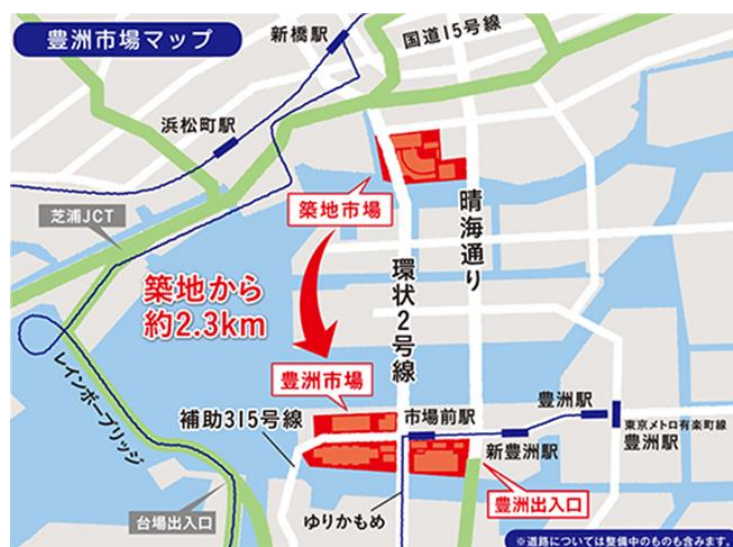 豊洲市場マップ
新橋駅
国道15号線
浜松町駅
芝浦JCT
築地市場
晴海通り
築地から
約2.3km
環状2号線
豊洲市場
レインボーブリッジ
補助315号線
市場前駅
豊洲駅
東京メトロ有楽町線
豊洲駅
新豊洲駅
豊洲出入口
ゆりかもめ
台場出入口
※道路については整備中のものも含みます。